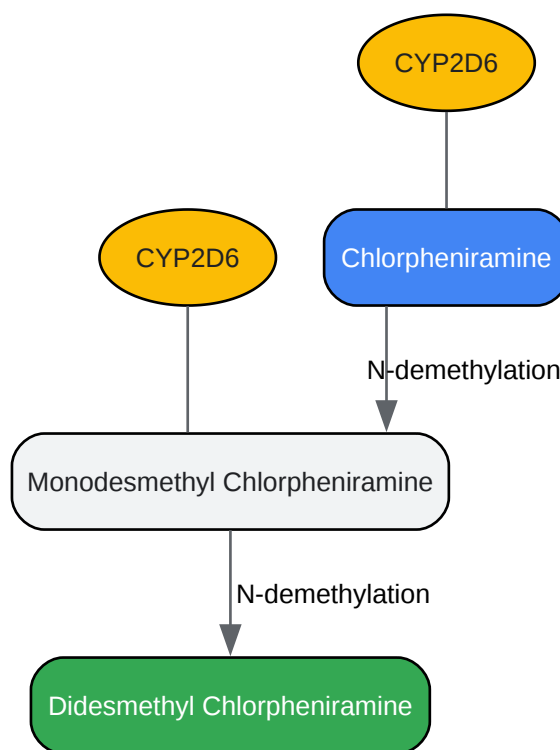 CYP2D6
CYP2D6
Chlorpheniramine
N-demethylation
Monodesmethyl Chlorpheniramine
N-demethylation
Didesmethyl Chlorpheniramine